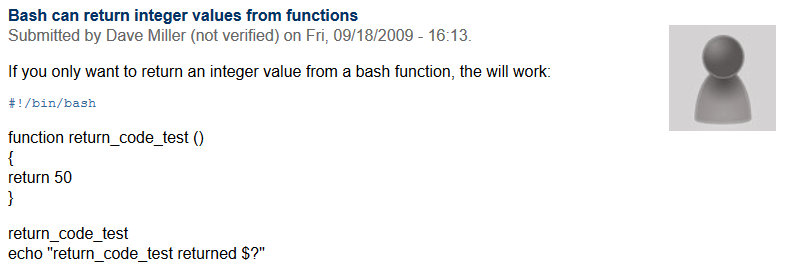 Bash can return integer values from functions
Submitted by Dave Miller (not verified) on Fri, 09/18/2009 - 16:13.
If you only want to return an integer value from a bash function, the will work:
#!/bin/bash
function return_code_test ()
{
return 50
}
return_code_test
echo "return_code_test returned $?"